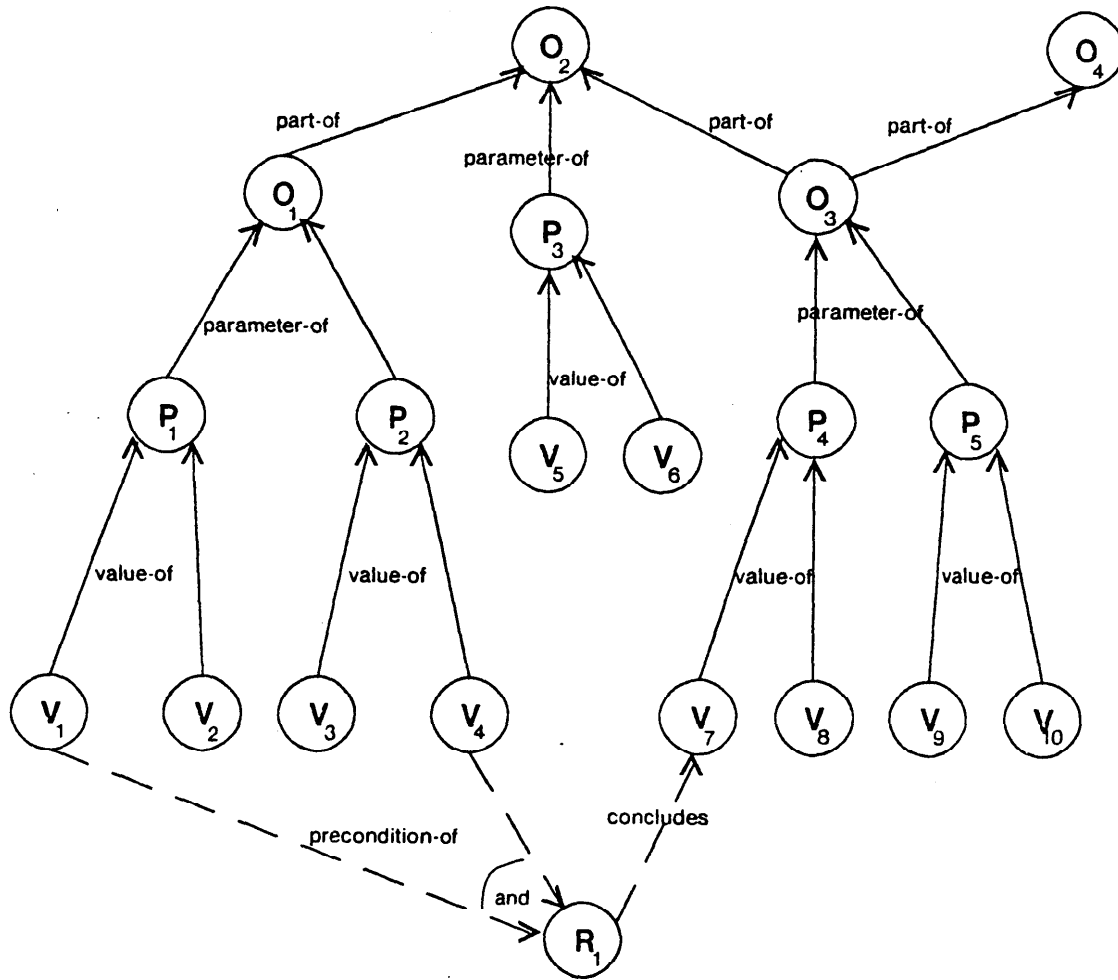 O2
O4
part-of
part-of
part-of
parameter-of
O1
O3
P3
parameter-of
parameter-of
value-of
P1
P2
P4
P5
V5
V6
value-of
value-of
value-of
value-of
V1
V2
V3
V4
V7
V8
V9
V10
precondition-of
concludes
and
R1